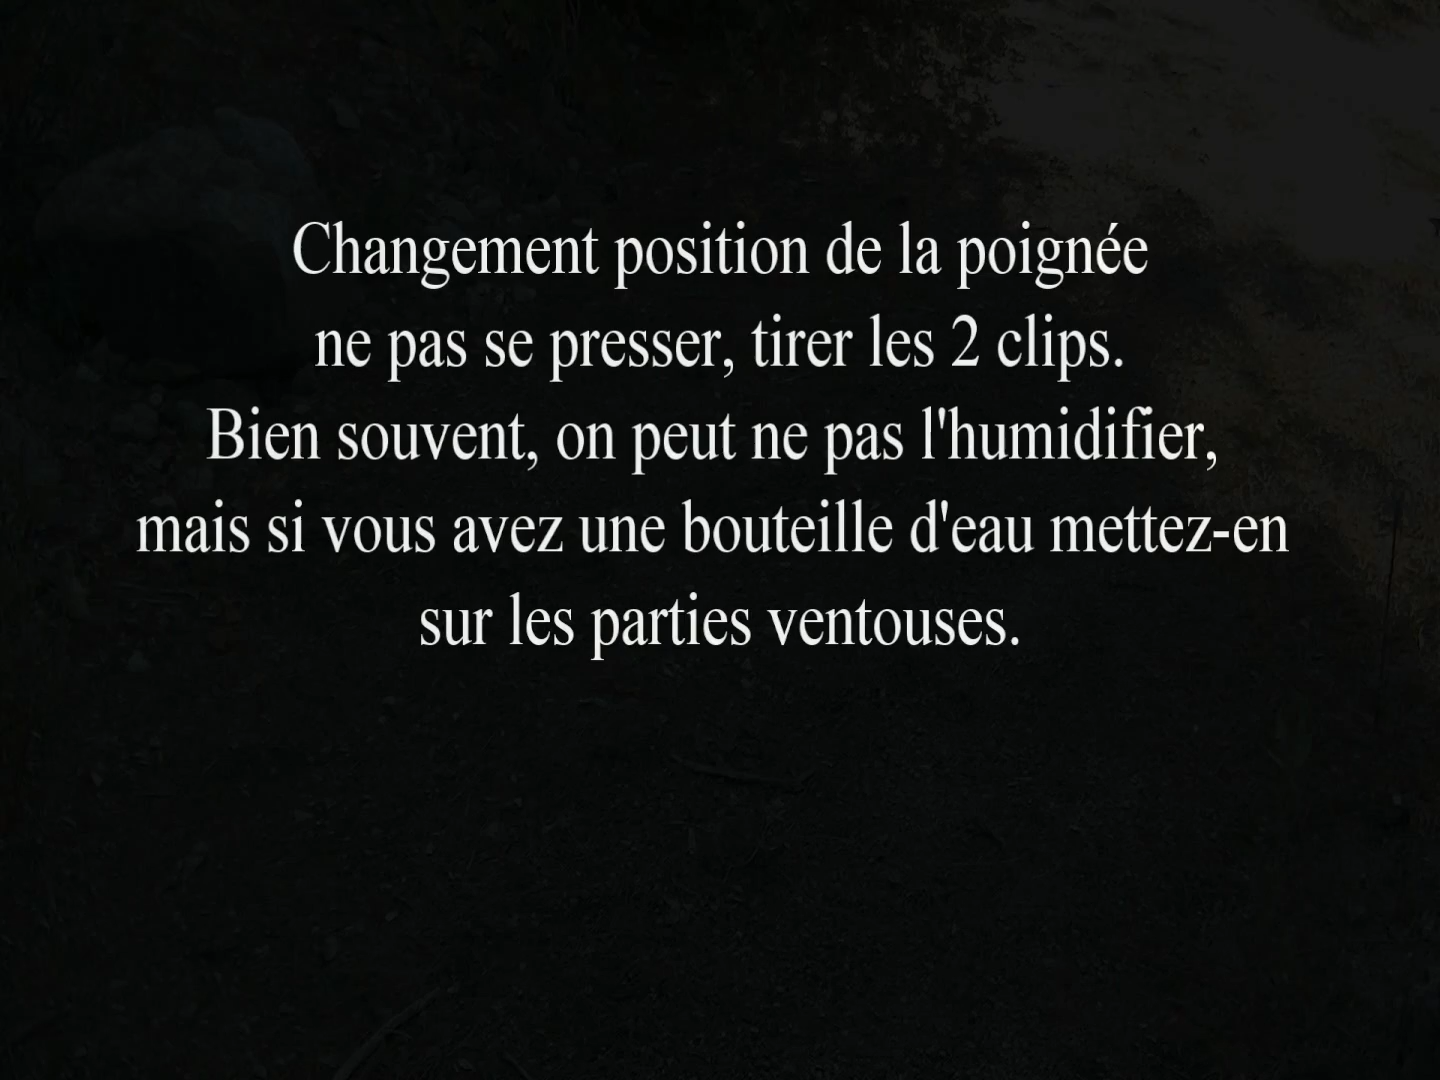 Changement position de la poignée
ne pas se presser, tirer les 2 clips.
Bien souvent, on peut ne pas l'humidifier,
mais si vous avez une bouteille d'eau mettez-en
sur les parties ventouses.